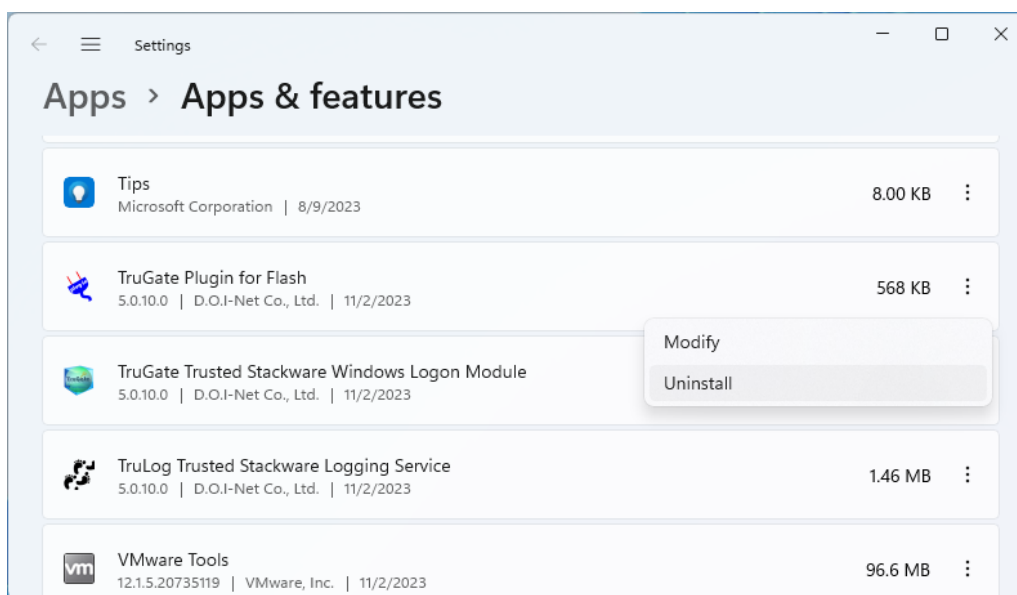 Settings
Apps > Apps & features
Tips
Microsoft Corporation | 8/9/2023
8.00 KB
TruGate Plugin for Flash
5.0.10.0 | D.O.I-Net Co., Ltd. | 11/2/2023
568 KB
Modify
Uninstall
TruGate Trusted Stackware Windows Logon Module
5.0.10.0 | D.O.I-Net Co., Ltd. | 11/2/2023
TruLog Trusted Stackware Logging Service
5.0.10.0 | D.O.I-Net Co., Ltd. | 11/2/2023
1.46 MB
vm
VMware Tools
12.1.5.20735119 | VMware, Inc. | 11/2/2023
96.6 MB